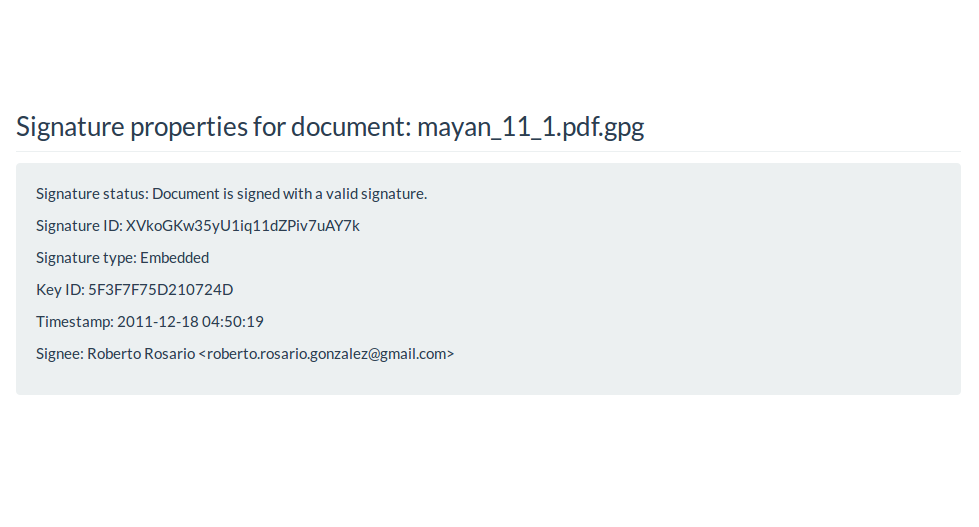 Signature properties for document: mayan_11_1.pdf.gpg
Signature status: Document is signed with a valid signature.
Signature ID: XVkoGKw35yU1iq11dZPiv7uAY7k
Signature type: Embedded
Key ID: 5F3F7F75D210724D
Timestamp: 2011-12-18 04:50:19
Signee: Roberto Rosario <roberto.rosario.gonzalez@gmail.com>